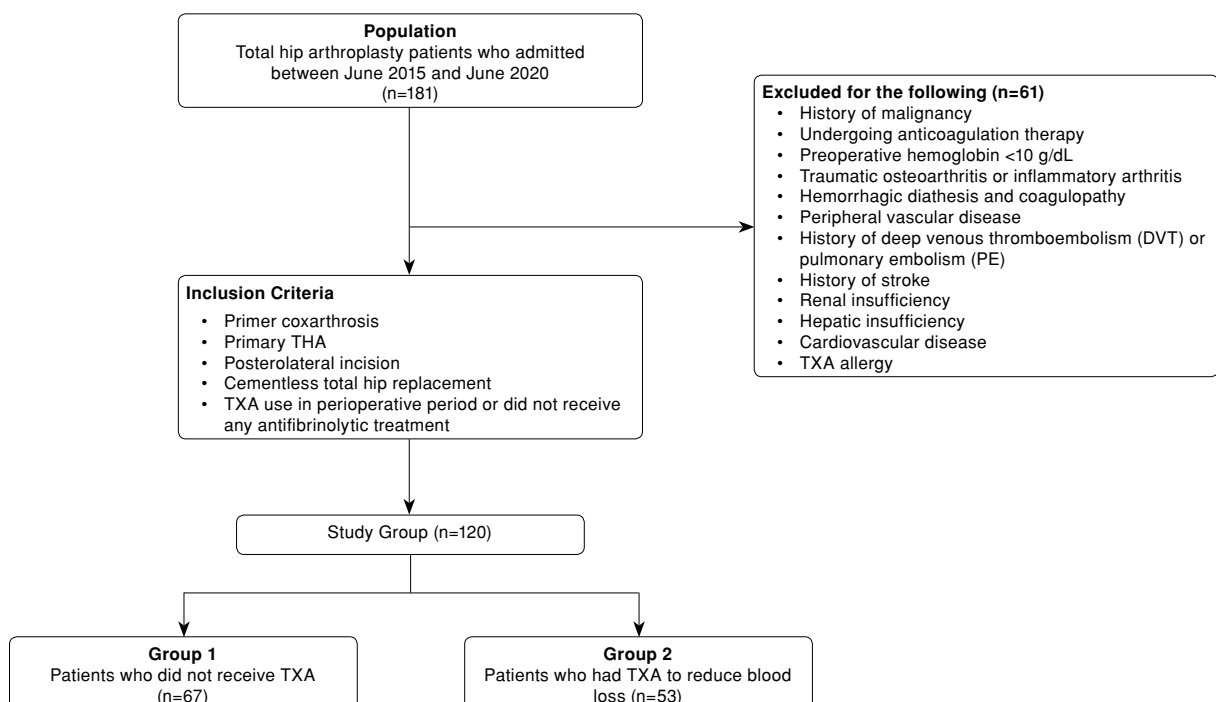 Population
Total hip arthroplasty patients who admitted
between June 2015 and June 2020
(n=181)
Excluded for the following (n=61)
• History of malignancy
• Undergoing anticoagulation therapy
• Preoperative hemoglobin <10 g/dL
• Traumatic osteoarthritis or inflammatory arthritis
• Hemorrhagic diathesis and coagulopathy
• Peripheral vascular disease
• History of deep venous thromboembolism (DVT) or
pulmonary embolism (PE)
• History of stroke
• Renal insufficiency
• Hepatic insufficiency
• Cardiovascular disease
• TXA allergy
Inclusion Criteria
• Primer coxarthrosis
• Primary THA
• Posterolateral incision
• Cementless total hip replacement
• TXA use in perioperative period or did not receive
any antifibrinolytic treatment
Study Group (n=120)
Group 1
Patients who did not receive TXA
(n=67)
Group 2
Patients who had TXA to reduce blood
loss (n=53)